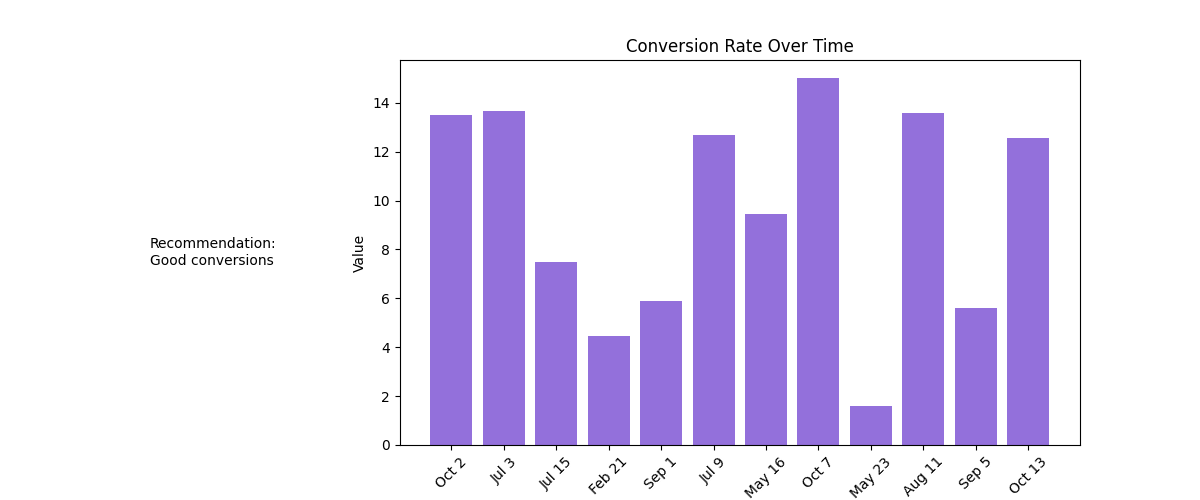 Conversion Rate Over Time
Recommendation:
Good conversions
Value
14
12
10
8
6
4
2
0
Oct 2
Jul 3
Jul 15
Feb 21
Sep 1
Jul 9
May 16
Oct 7
May 23
Aug 11
Sep 5
Oct 13